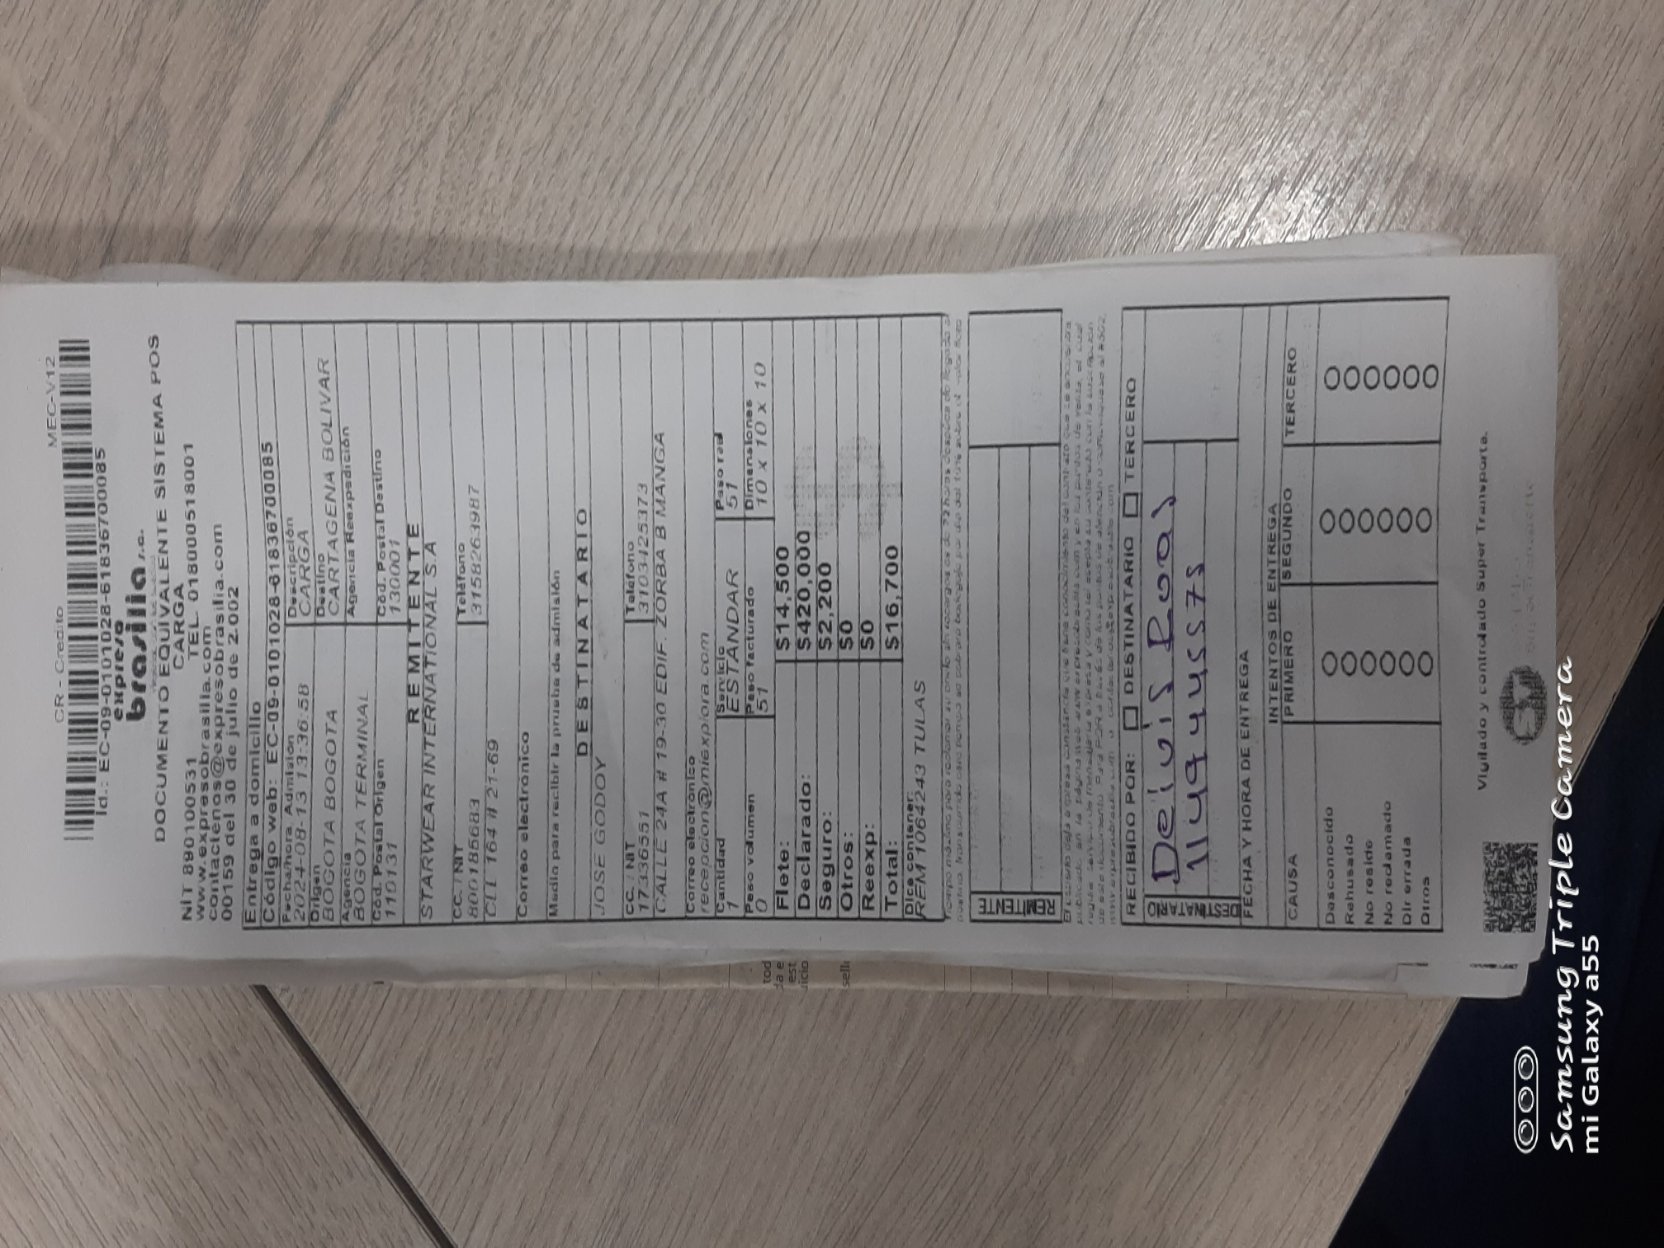 CR - Credito MEC-V12
Id.: EC-09-01101028-6183670008​5
expreso
brasilia s.a.
DOCUMENTO EQUIVALENTE SISTEMA POS
CARGA
NIT 890100531 TEL. 018000518001
www.expresobrasilia.com
contactenos@expresobrasilia.com
00159 del 30 de julio de 2.002
Entrega a domicilio
Código web: EC-09-01101028-61836700085
Fecha/hora Admisión Descripción
2024-08-13 13:36:58 CARGA
Origen Destino
BOGOTA BOGOTA CARTAGENA BOLIVAR
Agencia Agencia Reexpedición
BOGOTA TERMINAL
Cód. Postal Origen Cód. Postal Destino
110131 130001
REMITENTE
STARWEAR INTERNATIONAL S.A
CC. / NIT Teléfono
800185683 3158263987
CLL 164 # 21-69
Correo electrónico
Medio para recibir la prueba de admisión
DESTINATARIO
JOSE GODOY
CC. / NIT Teléfono
17336551 3103425373
CALLE 24A # 19-30 EDIF. ZORBA B MANGA
Correo electrónico
recepcion@miexplora.com
Cantidad Servicio Peso real
1 ESTANDAR 51
Peso volumen Peso facturado Dimensiones
0 51 10 x 10 x 10
Flete: $14,500
Declarado: $420,000
Seguro: $2,200
Otros: $0
Reexp: $0
Total: $16,700
Dice contener:
REM 1064243 TULAS
REMITENTE
RECIBIDO POR: DESTINATARIO TERCERO
DESTINATARIO
Deivis Roas
FECHA Y HORA DE ENTREGA
INTENTOS DE ENTREGA
CAUSA PRIMERO SEGUNDO TERCERO
Desconocido
Rehusado
No reside
No reclamado
Dir errada
Otros
Vigilado y controlado Super Transporte.
Samsung Triple Camera
mi Galaxy a55